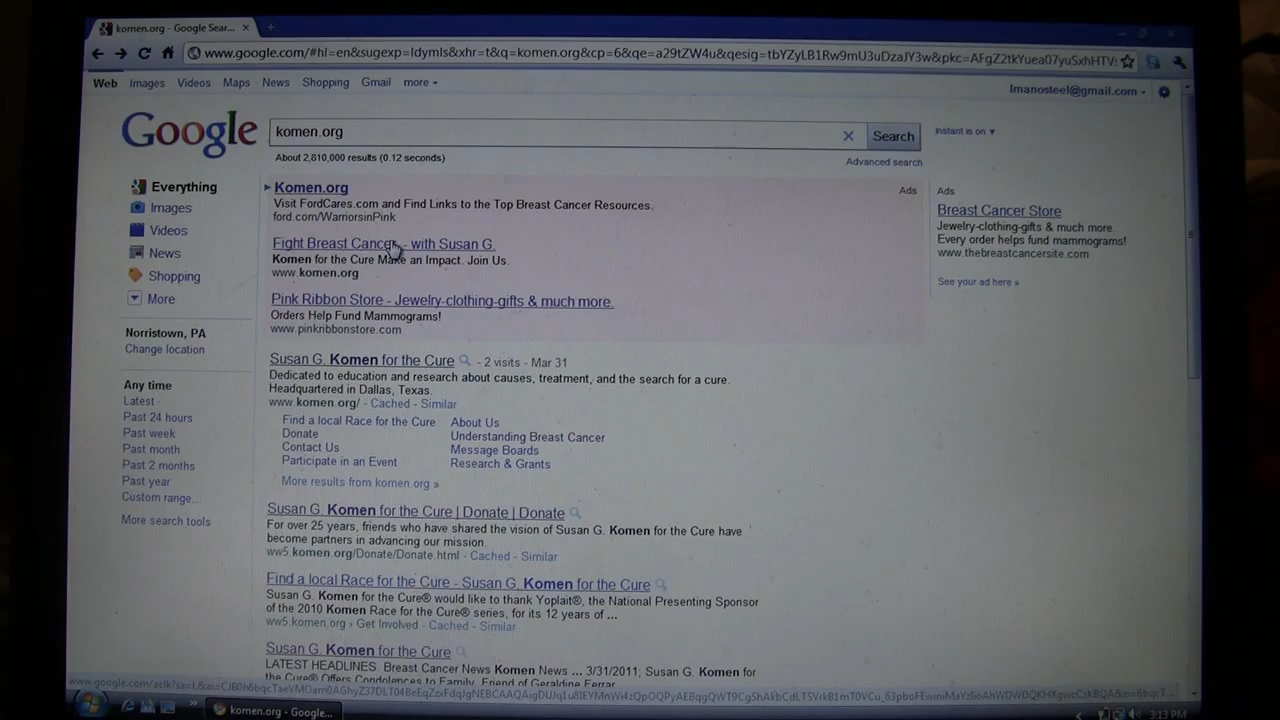 komen.org - Google Sear...
www.google.com/#hl=en&sugexp=ldymls&xhr=t&q=komen.org&cp=6&qe=a29tZW4u&qesig=
Web Images Videos Maps News Shopping Gmail more
lmanosteel@gmail.com
Google
komen.org
Search
Instant is on
About 2,810,000 results (0.12 seconds)
Advanced search
Everything
Images
Videos
News
Shopping
More
Norristown, PA
Change location
Any time
Latest
Past 24 hours
Past week
Past month
Past 2 months
Past year
Custom range...
More search tools
Komen.org
Ads
Visit FordCares.com and Find Links to the Top Breast Cancer Resources.
ford.com/WarriorsinPink
Fight Breast Cancer - with Susan G.
Komen for the Cure Make an Impact. Join Us.
www.komen.org
Pink Ribbon Store - Jewelry-clothing-gifts & much more.
Orders Help Fund Mammograms!
www.pinkribbonstore.com
Susan G. Komen for the Cure - 2 visits - Mar 31
Dedicated to education and research about causes, treatment, and the search for a cure.
Headquartered in Dallas, Texas.
www.komen.org/ - Cached - Similar
Find a local Race for the Cure About Us
Donate Understanding Breast Cancer
Contact Us Message Boards
Participate in an Event Research & Grants
More results from komen.org »
Susan G. Komen for the Cure | Donate | Donate
For over 25 years, friends who have shared the vision of Susan G. Komen for the Cure have
become partners in advancing our mission.
ww5.komen.org/Donate/Donate.html - Cached - Similar
Find a local Race for the Cure - Susan G. Komen for the Cure
Susan G. Komen for the Cure® would like to thank Yoplait®, the National Presenting Sponsor
of the 2010 Komen Race for the Cure® series, for its 12 years of ...
ww5.komen.org › Get Involved - Cached - Similar
Susan G. Komen for the Cure
LATEST HEADLINES. Breast Cancer News Komen News ... 3/31/2011; Susan G. Komen for
the Cure® Offers Condolences to Family, Friend of Geraldine Ferrar
Ads
Breast Cancer Store
Jewelry-clothing-gifts & much more.
Every order helps fund mammograms!
www.thebreastcancersite.com
See your ad here »
komen.org - Google...
3:13 PM